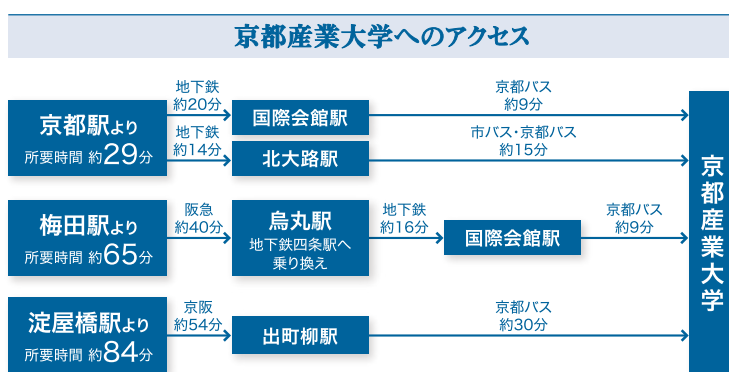 京都産業大学へのアクセス
京都駅より
所要時間 約29分
地下鉄
約20分
国際会館駅
京都バス
約9分
地下鉄
約14分
北大路駅
市バス・京都バス
約15分
梅田駅より
所要時間 約65分
阪急
約40分
烏丸駅
地下鉄四条駅へ
乗り換え
地下鉄
約16分
国際会館駅
京都バス
約9分
淀屋橋駅より
所要時間 約84分
京阪
約54分
出町柳駅
京都バス
約30分
京都産業大学